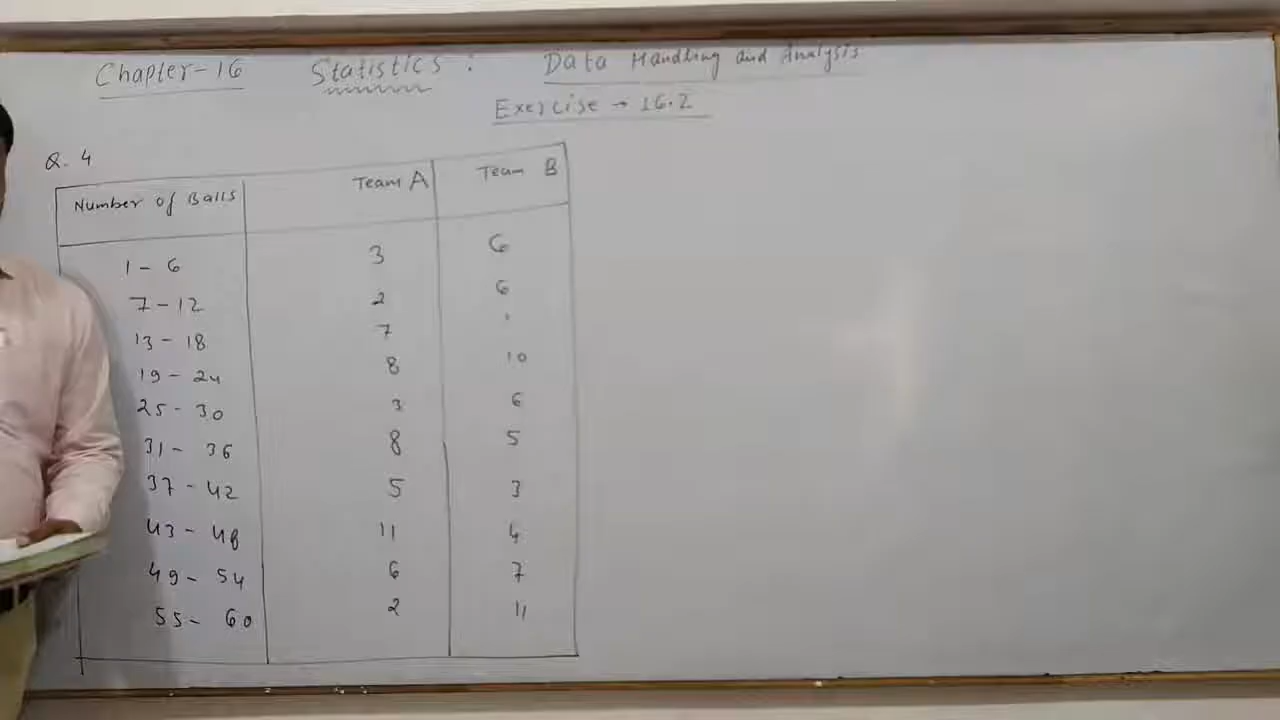 Chapter-16 Statistics : Data Handling and Analysis
Exercise → 16.2
Q. 4
Number of Balls Team A Team B
1 - 6 3 6
7 - 12 2 6
13 - 18 7
19 - 24 8 10
25 - 30 3 6
31 - 36 8 5
37 - 42 5 3
43 - 48 11 4
49 - 54 6 7
55 - 60 2 11